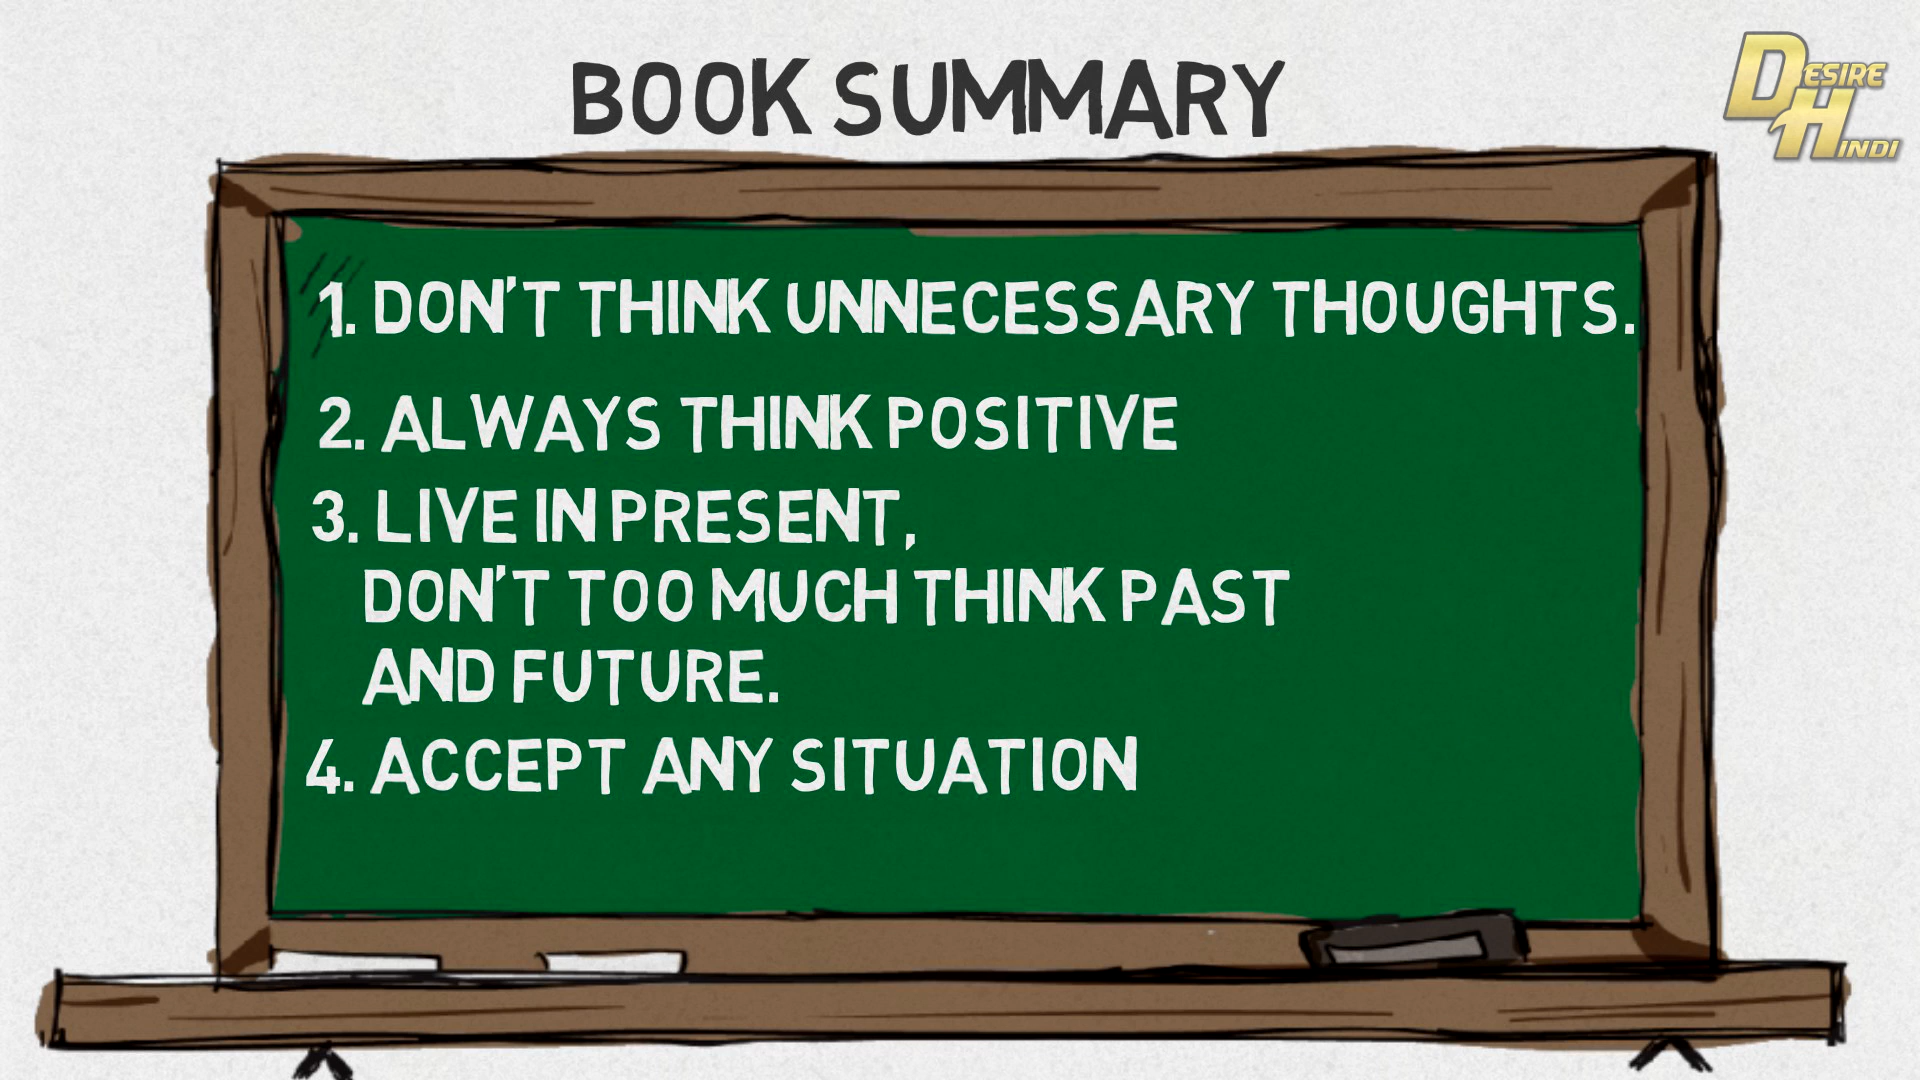 BOOK SUMMARY
DESIRE
HINDI
1. DON'T THINK UNNECESSARY THOUGHTS.
2. ALWAYS THINK POSITIVE
3. LIVE IN PRESENT,
DON'T TOO MUCH THINK PAST
AND FUTURE.
4. ACCEPT ANY SITUATION